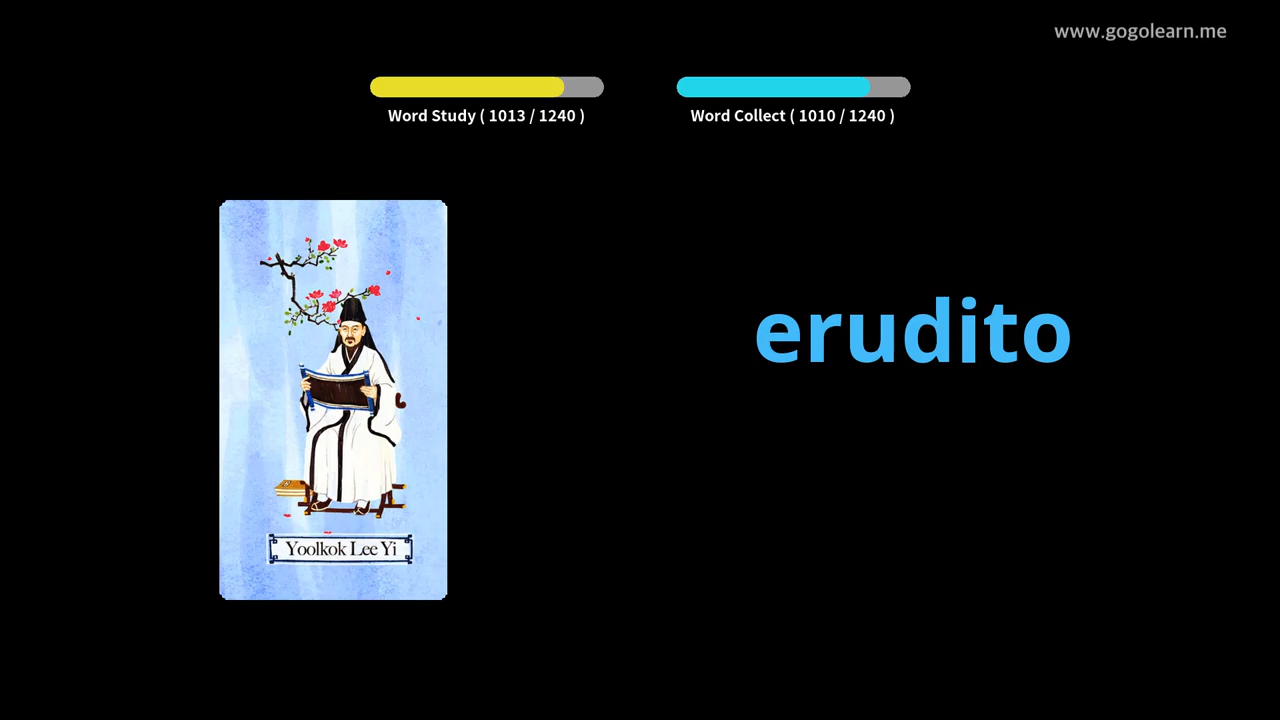 www.gogolearn.me
Word Study ( 1013 / 1240 )
Word Collect ( 1010 / 1240 )
erudito
Yoolkok Lee Yi